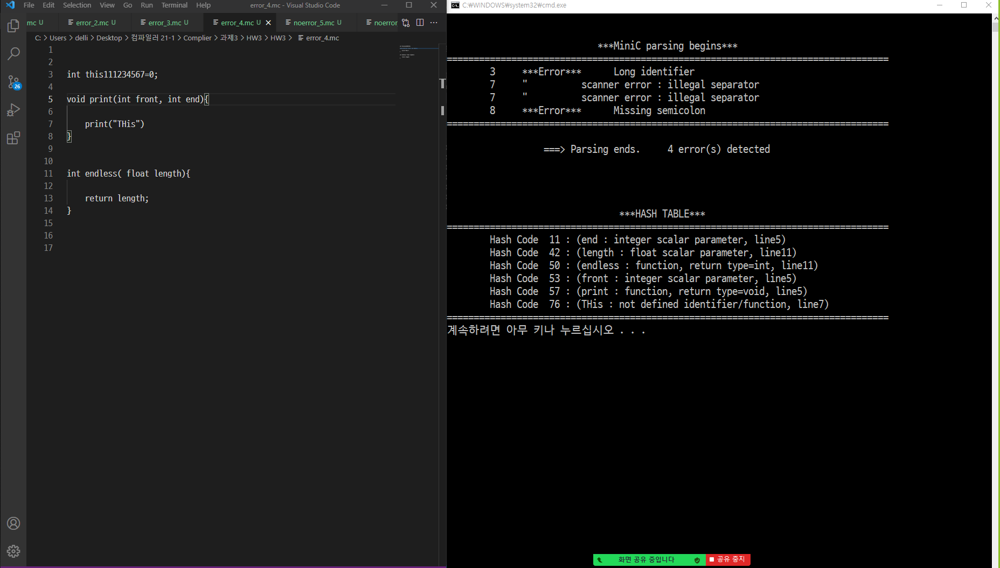 File Edit Selection View Go Run Terminal Help error_4.mc - Visual Studio Code
mc U error_2.mc U error_3.mc U error_4.mc U noerror_5.mc U noerror
C: > Users > delli > Desktop > 컴파일러 21-1 > Complier > 과제3 > HW3 > HW3 > error_4.mc
1
2
3 int this111234567=0;
4
5 void print(int front, int end){
6
7 print("THis")
8 }
9
10
11 int endless( float length){
12
13 return length;
14 }
15
16
17
26
C:\WINDOWS\system32\cmd.exe
***MiniC parsing begins***
==================================================================================
3 ***Error*** Long identifier
7 " scanner error : illegal separator
7 " scanner error : illegal separator
8 ***Error*** Missing semicolon
==================================================================================
===> Parsing ends. 4 error(s) detected
***HASH TABLE***
==================================================================================
Hash Code 11 : (end : integer scalar parameter, line5)
Hash Code 42 : (length : float scalar parameter, line11)
Hash Code 50 : (endless : function, return type=int, line11)
Hash Code 53 : (front : integer scalar parameter, line5)
Hash Code 57 : (print : function, return type=void, line5)
Hash Code 76 : (THis : not defined identifier/function, line7)
==================================================================================
계속하려면 아무 키나 누르십시오 . . .
화면 공유 중입니다 공유 중지